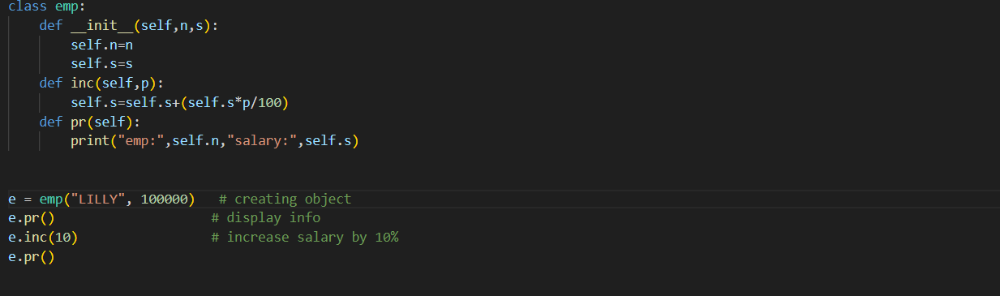 class emp:
    def __init__(self,n,s):
        self.n=n
        self.s=s
    def inc(self,p):
        self.s=self.s+(self.s*p/100)
    def pr(self):
        print("emp:",self.n,"salary:",self.s)
e = emp("LILLY", 100000)   # creating object
e.pr()                    # display info
e.inc(10)                 # increase salary by 10%
e.pr()